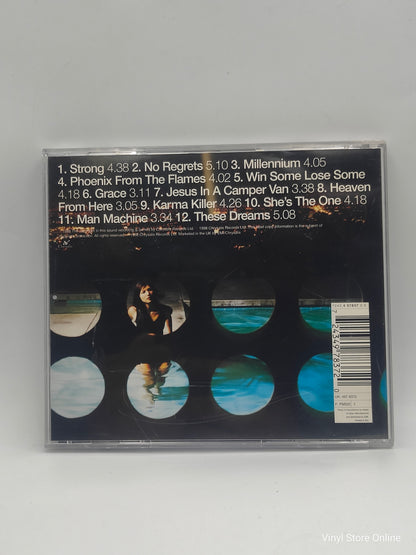 1. Strong 4.38 2. No Regrets 5.10 3. Millennium 4.05
4. Phoenix From The Flames 4.02 5. Win Some Lose Some
4.18 6. Grace 3.11 7. Jesus In A Camper Van 3.38 8. Heaven
From Here 3.05 9. Karma Killer 4.26 10. She's The One 4.18
11. Man Machine 3.34 12. These Dreams 5.08
7 243497 83720
Vinyl Store Online